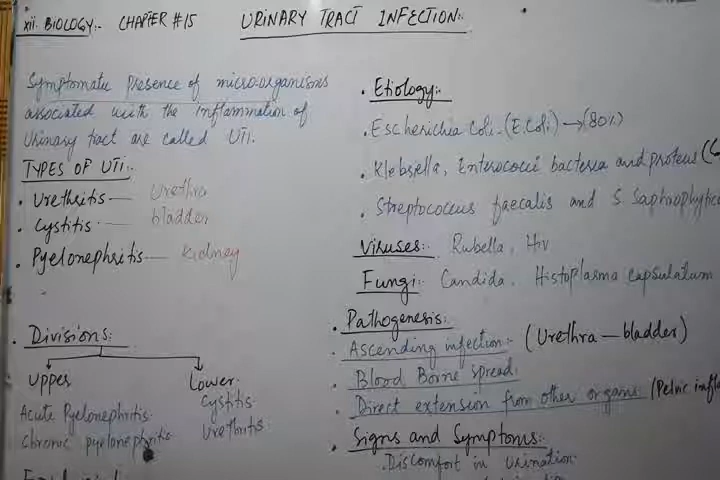 xii. BIOLOGY:- CHAPTER #15 URINARY TRACT INFECTION:-
Symptomatic presence of micro-organisms
associated with the inflammation of
Urinary tract are called UTI.
TYPES OF UTI:-
• Urethritis — Urethra
• Cystitis — bladder
• Pyelonephritis — Kidney
• Divisions:
Upper Lower:
Acute Pyelonephritis. Cystitis.
Chronic pyelonephritis Urethritis.
• Etiology:-
• Escherichia Coli. (E.Coli) → (80%)
• Klebsella, Enterococci bacteria and proteus
• Streptococcus faecalis and S. Saphrophytic
Viruses:- Rubella, HIV
Fungi: Candida, Histoplasma capsulatum
• Pathogenesis:
• Ascending infection:- (Urethra — bladder)
• Blood Borne spread.
• Direct extension from other organs (Pelvic infl
• Signs and Symptoms:
• Discomfort in Urination.